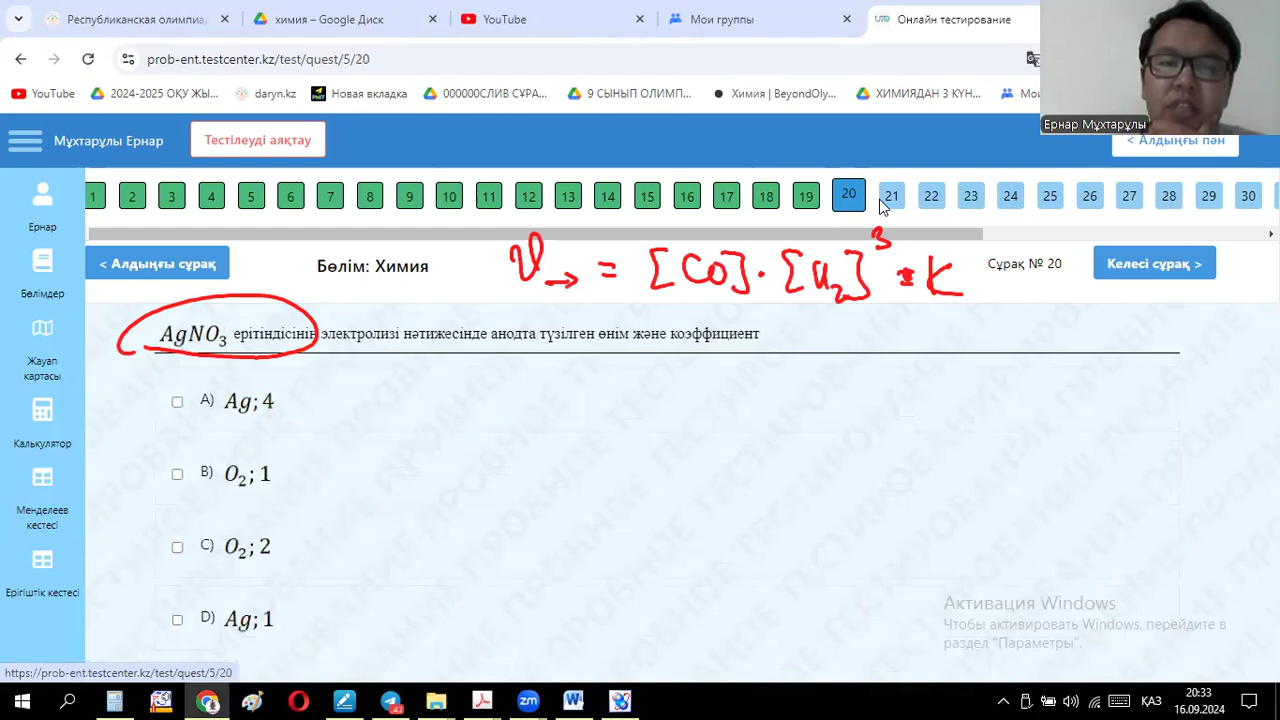 Республиканская олимпиад
химия – Google Диск
YouTube
Мои группы
Онлайн тестирование
prob-ent.testcenter.kz/test/quest/5/20
YouTube
2024-2025 ОҚУ ЖЫ...
daryn.kz
Новая вкладка
000000СЛИВ СҰРА...
9 СЫНЫП ОЛИМП...
Химия | BeyondOly...
ХИМИЯДАН 3 КҮН...
Мои
Ернар Мұхтарұлы
Мұхтарұлы Ернар
Тестілеуді аяқтау
< Алдыңғы пән
1 2 3 4 5 6 7 8 9 10 11 12 13 14 15 16 17 18 19 20 21 22 23 24 25 26 27 28 29 30
Ернар
Бөлімдер
Жауап картасы
Калькулятор
Менделеев кестесі
Ерігіштік кестесі
< Алдыңғы сұрақ
Бөлім: Химия
→ = [CO] · [H₂]³ · K
Сұрақ № 20
Келесі сұрақ >
AgNO₃ ерітіндісінің электролизі нәтижесінде анодта түзілген өнім және коэффициент
A) Ag; 4
B) O₂; 1
C) O₂; 2
D) Ag; 1
Активация Windows
Чтобы активировать Windows, перейдите в
раздел "Параметры".
https://prob-ent.testcenter.kz/test/quest/5/20
42
zm
ҚАЗ
20:33
16.09.2024